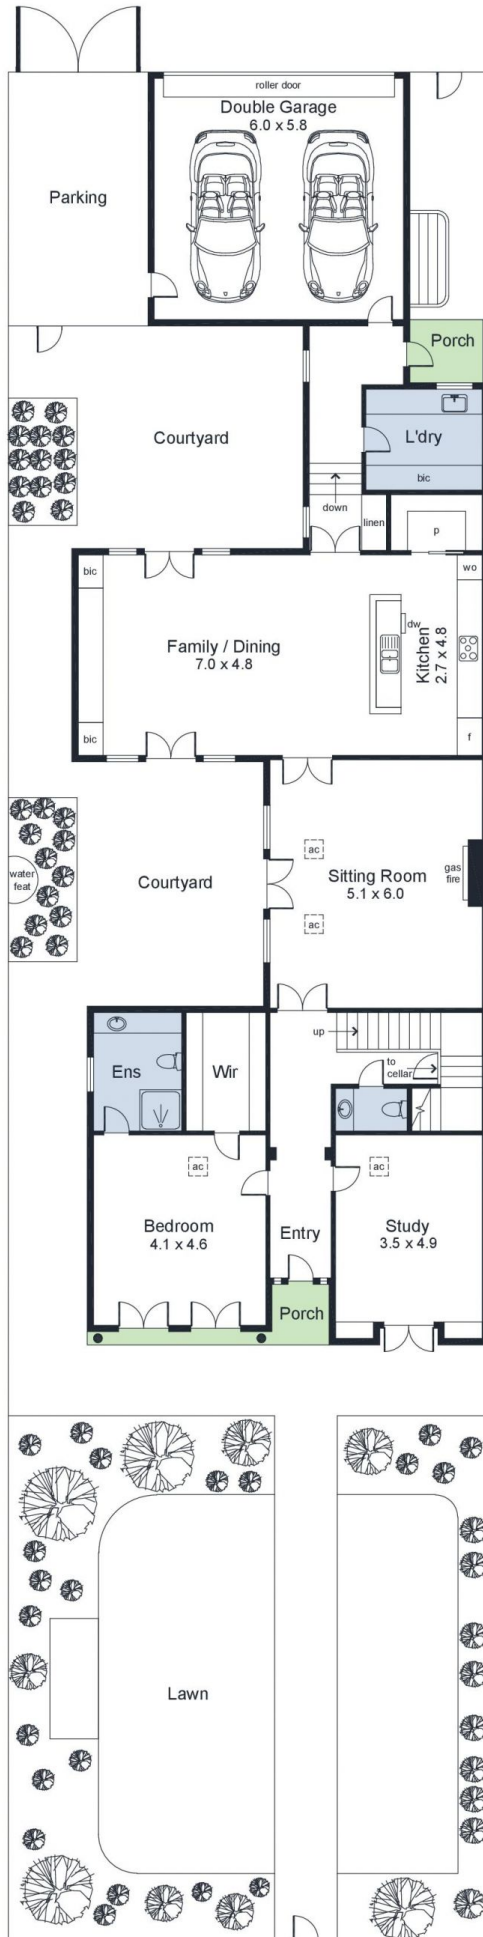 roller door
Double Garage
6.0 x 5.8
Parking
Porch
Courtyard
L'dry
bic
down
linen
p
bic
wo
dw
Family / Dining
7.0 x 4.8
Kitchen
2.7 x 4.8
bic
f
ac
water
feat
Courtyard
Sitting Room
5.1 x 6.0
gas
fire
ac
up
to
cellar
Ens
Wir
ac
ac
Bedroom
4.1 x 4.6
Entry
Study
3.5 x 4.9
Porch
Lawn